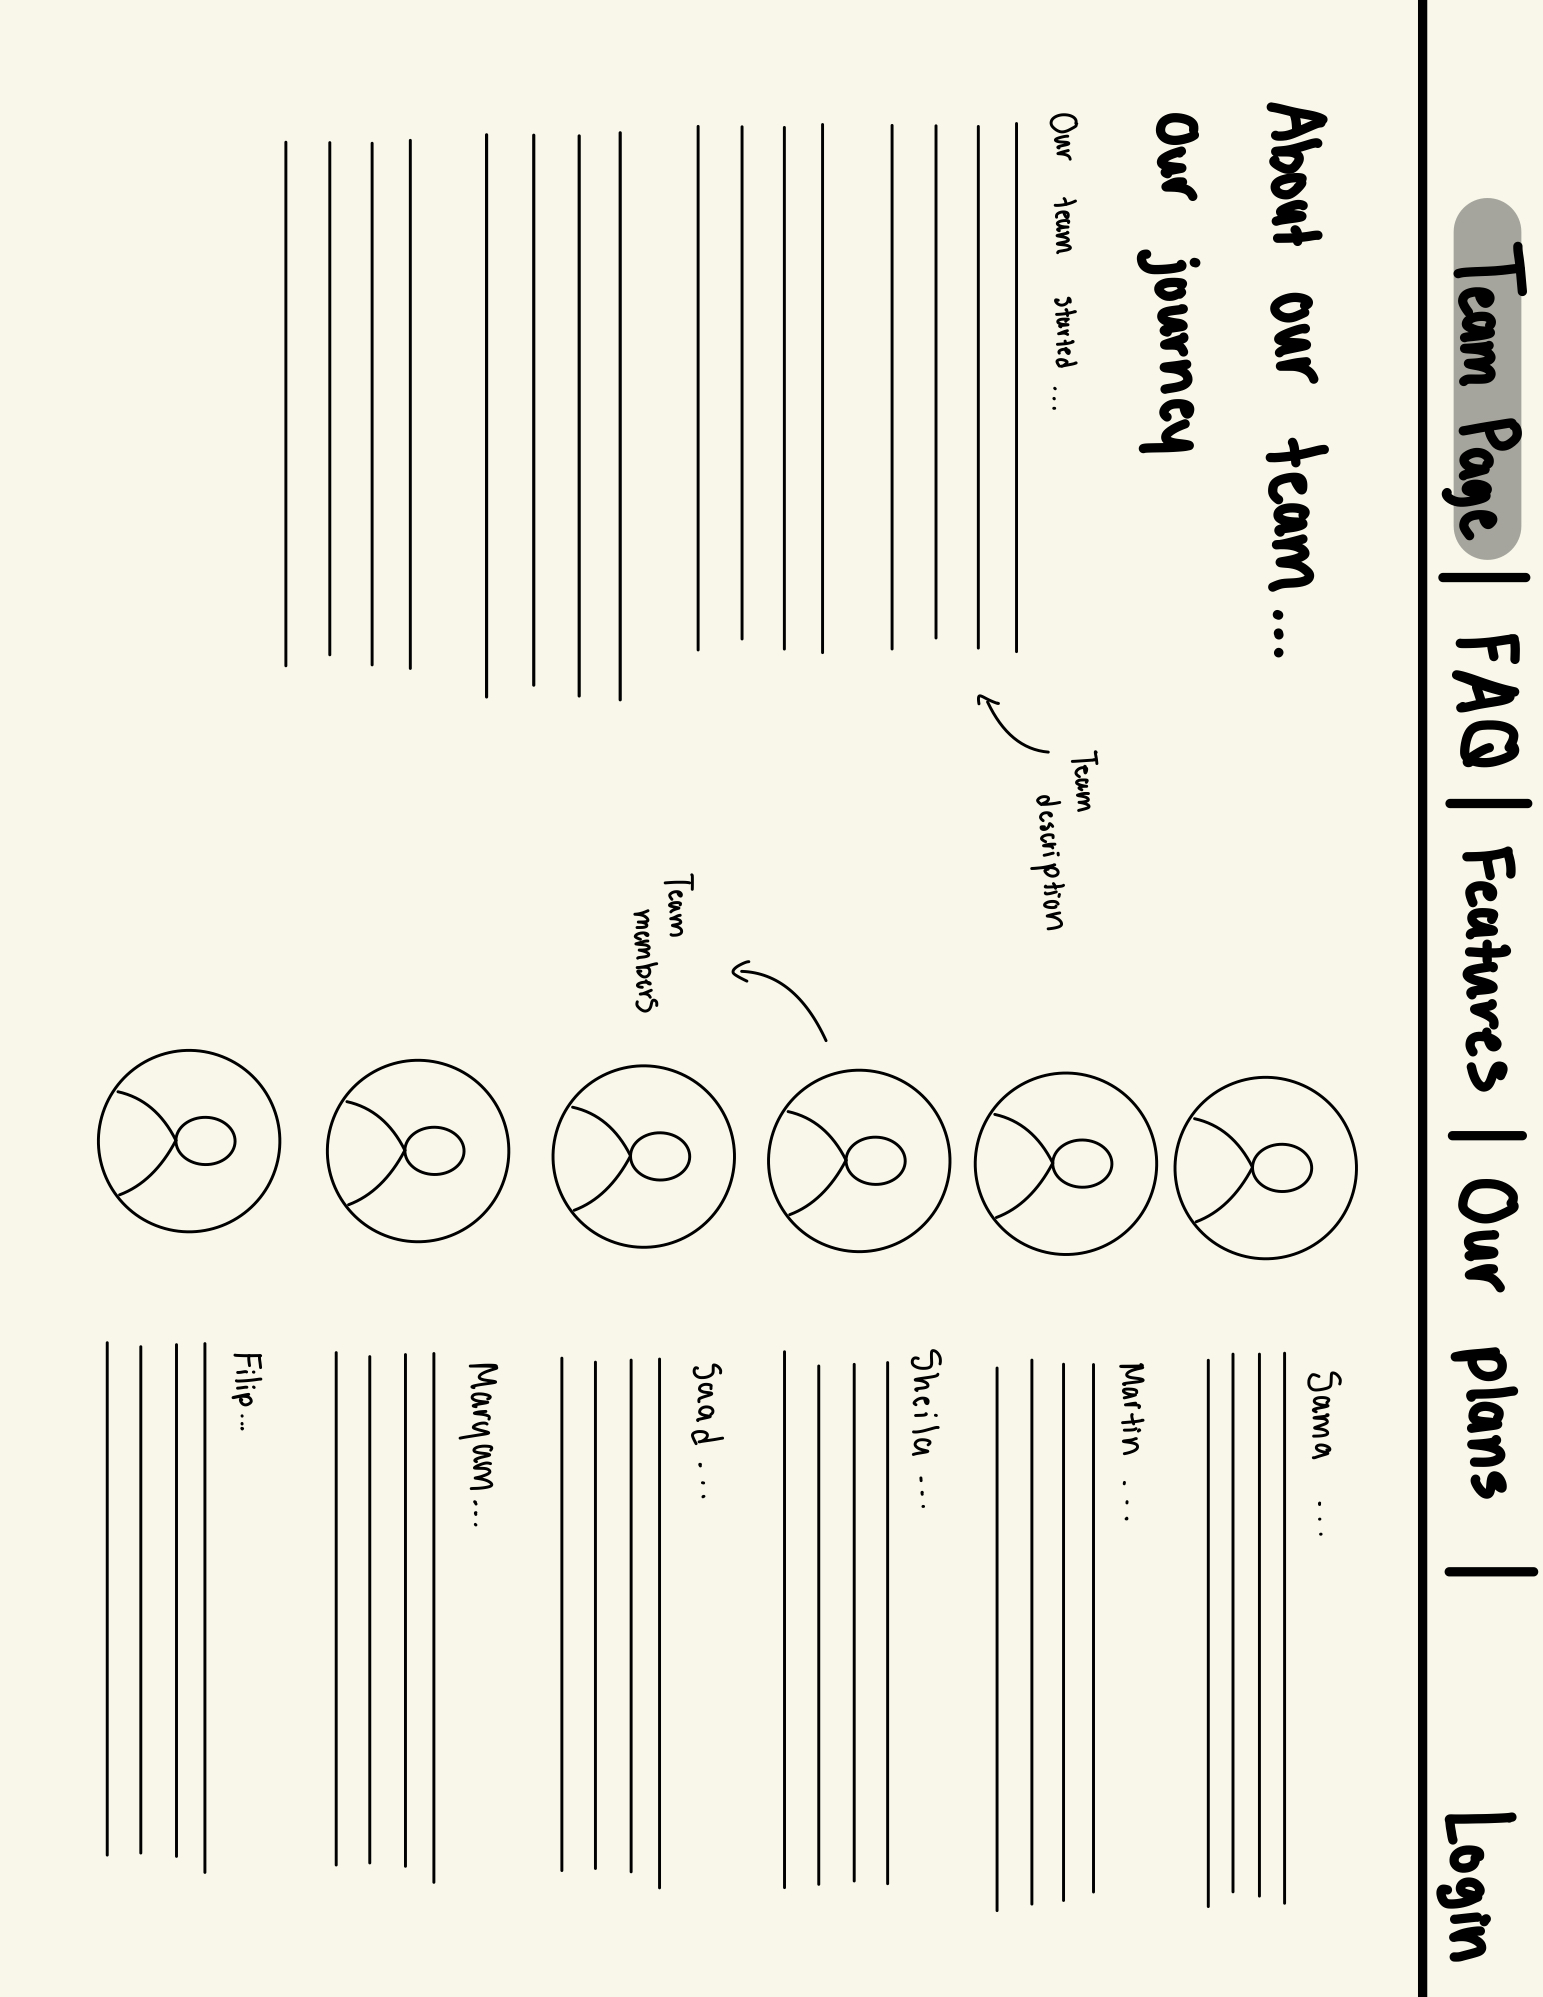 Team Page | FAQ | Features | Our plans | Login
About our team...
Our journey
Our team started ...
Team
description
Team
members
Sama ...
Martin ...
Sheila ...
Saad ...
Maryam...
Filip...